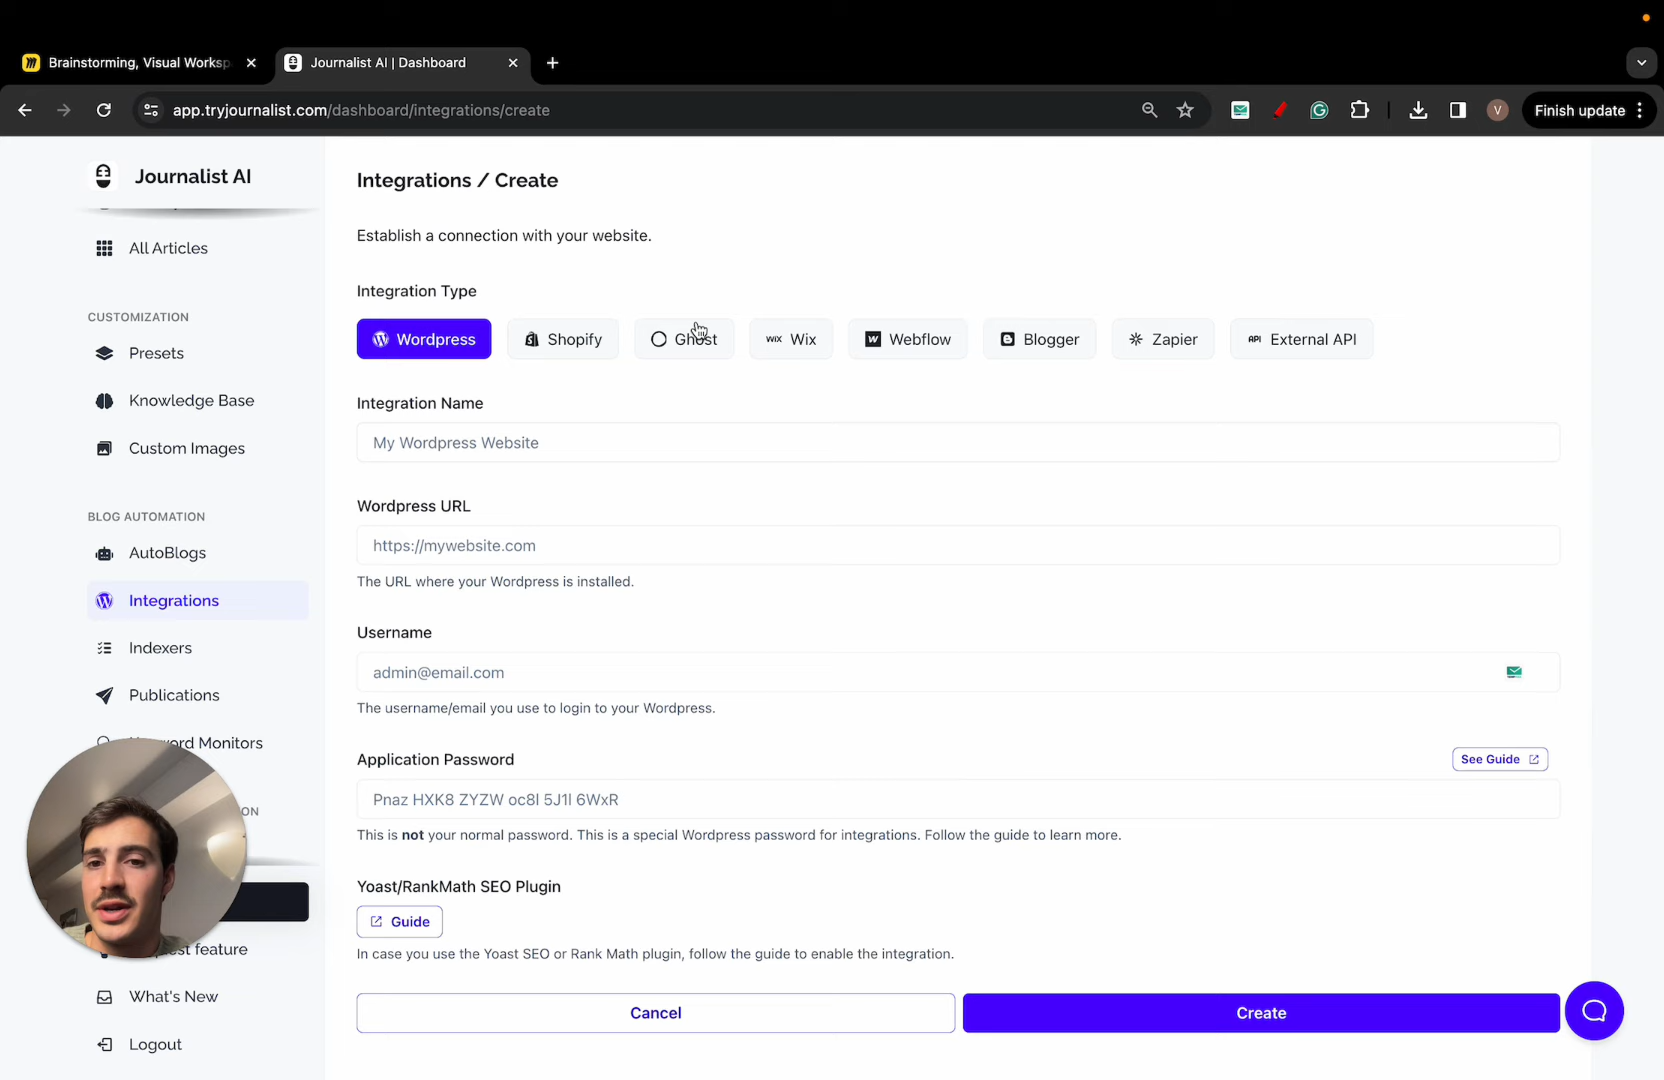 Brainstorming, Visual Worksp
Journalist AI | Dashboard
app.tryjournalist.com/dashboard/integrations/create
V
Finish update
Journalist AI
All Articles
CUSTOMIZATION
Presets
Knowledge Base
Custom Images
BLOG AUTOMATION
AutoBlogs
Integrations
Indexers
Publications
Monitors
ON
feature
What's New
Logout
Integrations / Create
Establish a connection with your website.
Integration Type
Wordpress
Shopify
Ghost
WIX Wix
Webflow
Blogger
Zapier
API External API
Integration Name
My Wordpress Website
Wordpress URL
https://mywebsite.com
The URL where your Wordpress is installed.
Username
admin@email.com
The username/email you use to login to your Wordpress.
Application Password
See Guide
Pnaz HXK8 ZYZW oc8l 5J1l 6WxR
This is not your normal password. This is a special Wordpress password for integrations. Follow the guide to learn more.
Yoast/RankMath SEO Plugin
Guide
In case you use the Yoast SEO or Rank Math plugin, follow the guide to enable the integration.
Cancel
Create